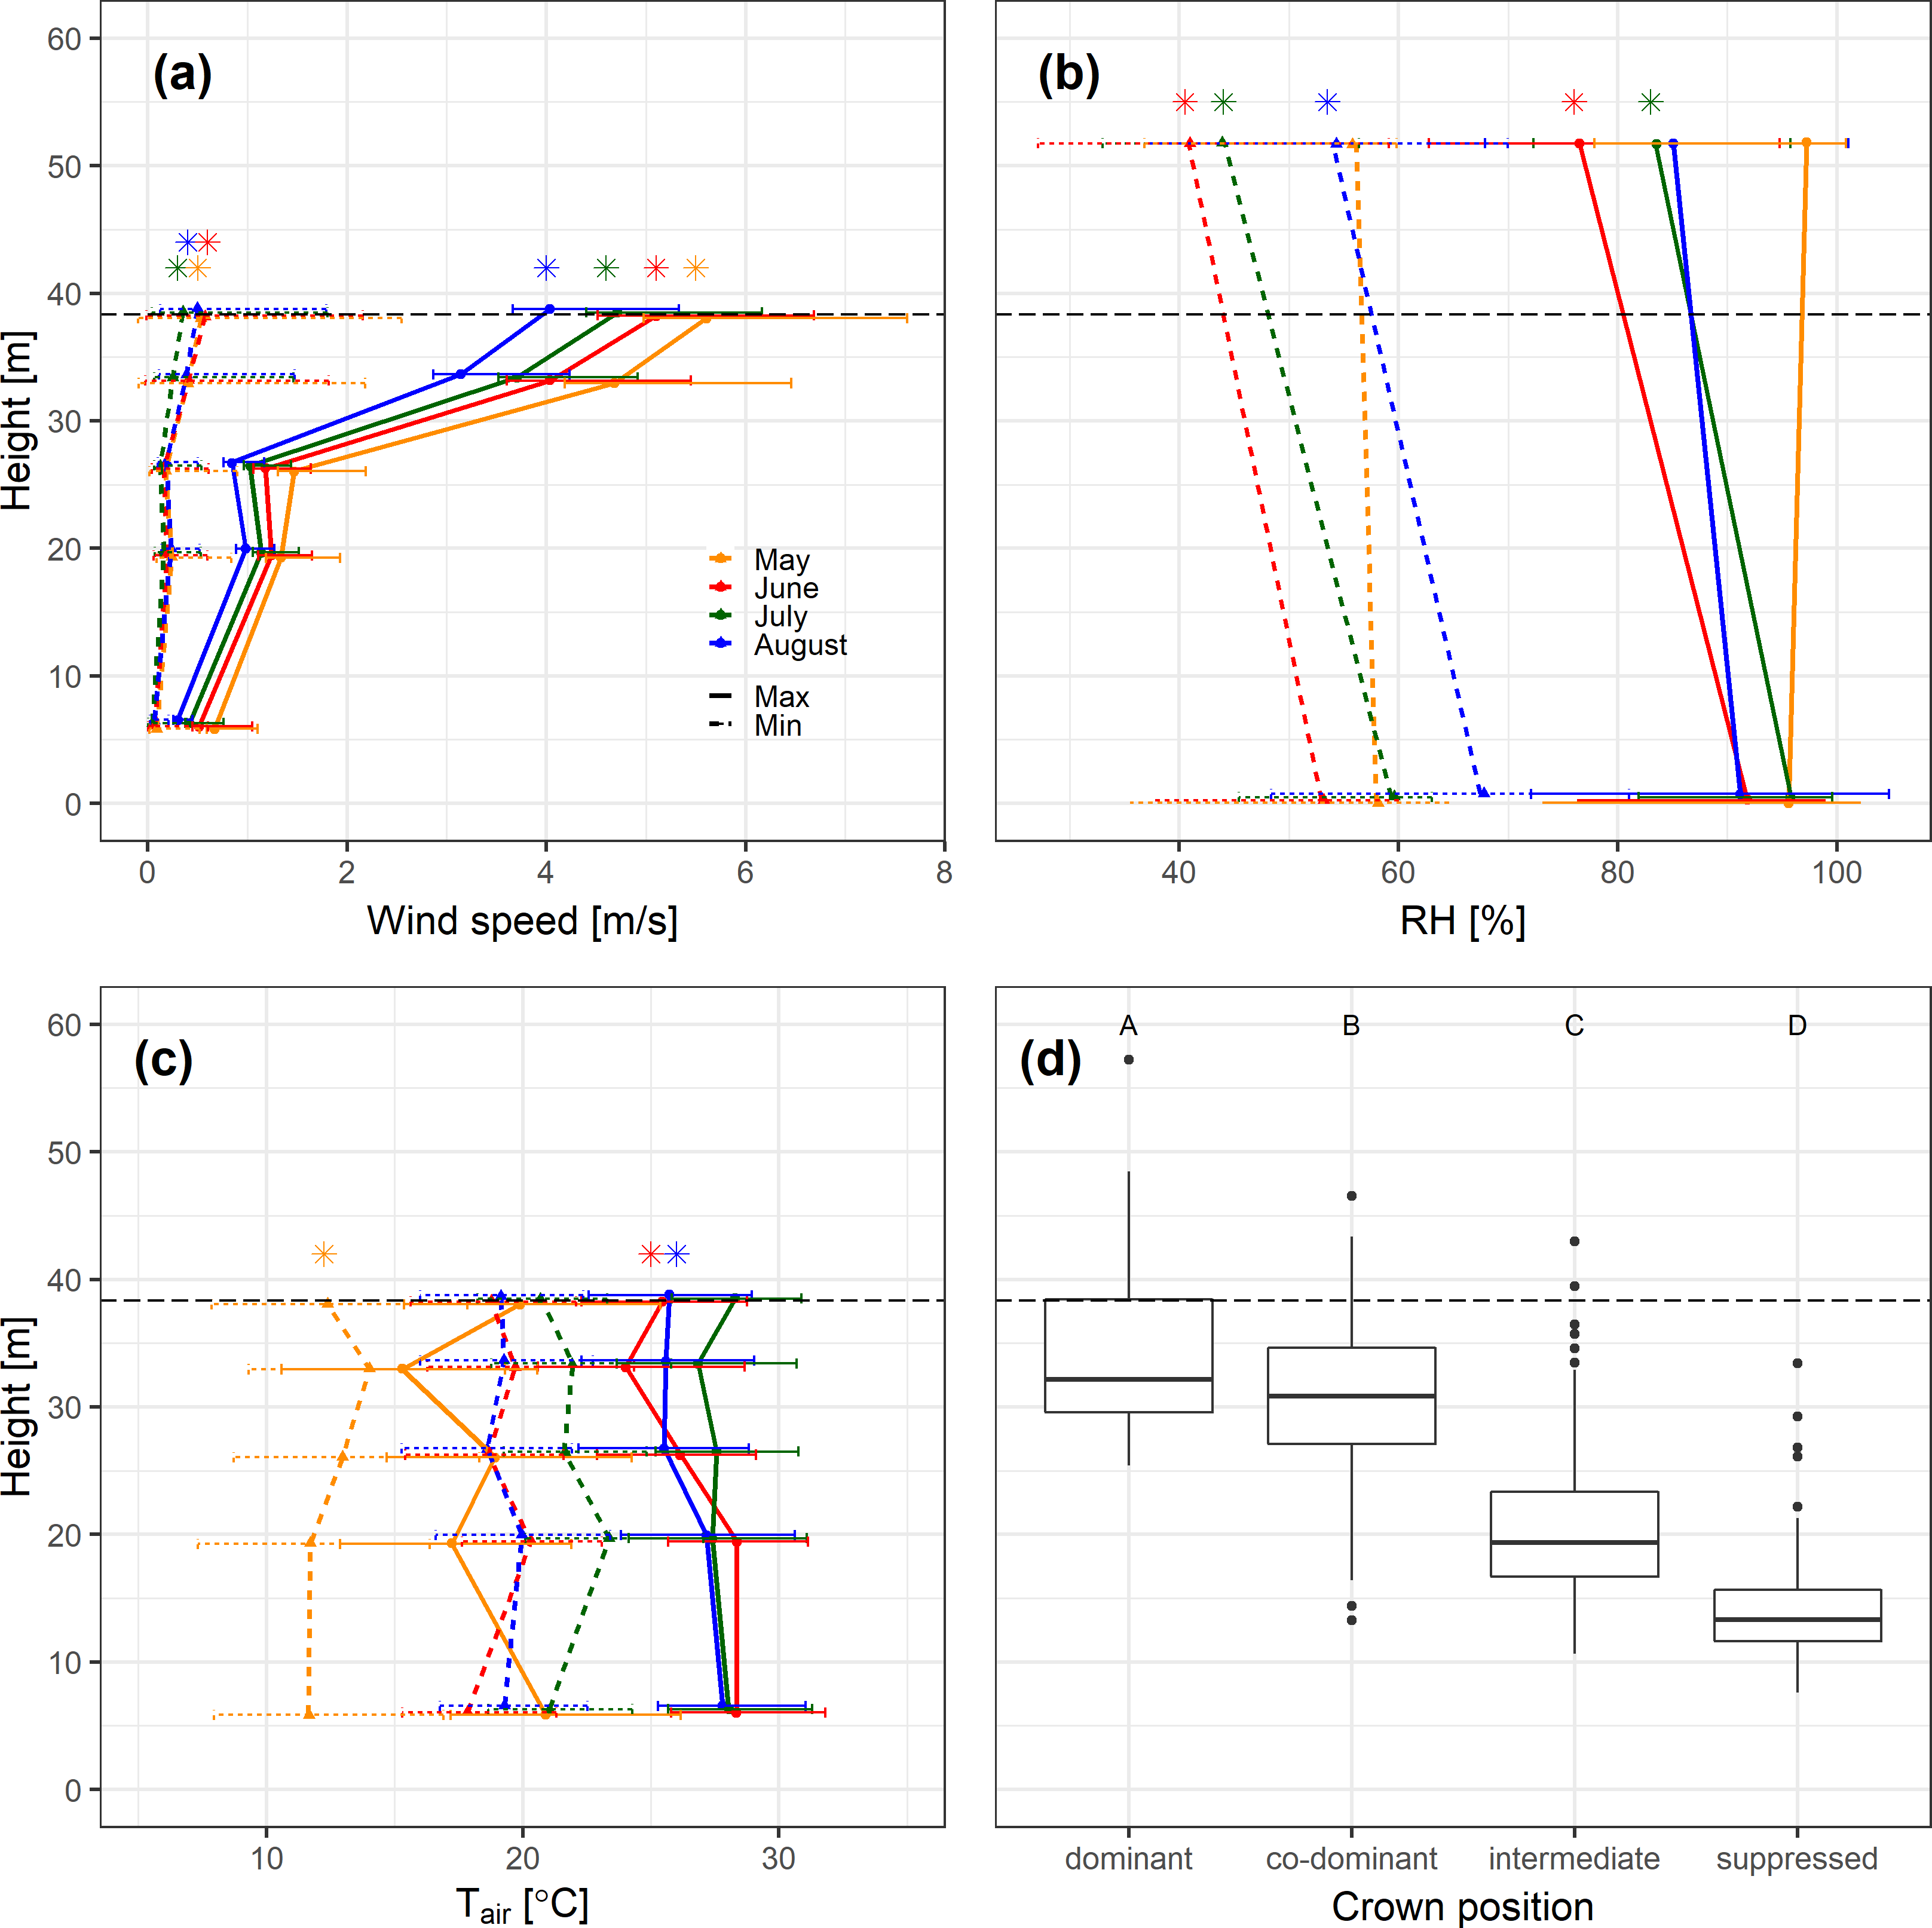 (a)
60
50
40
30
20
10
0
Height [m]
May
June
July
August
Max
Min
0 2 4 6 8
Wind speed [m/s]
(b)
40 60 80 100
RH [%]
(c)
60
50
40
30
20
10
0
Height [m]
10 20 30
Tair [°C]
(d)
A B C D
dominant co-dominant intermediate suppressed
Crown position